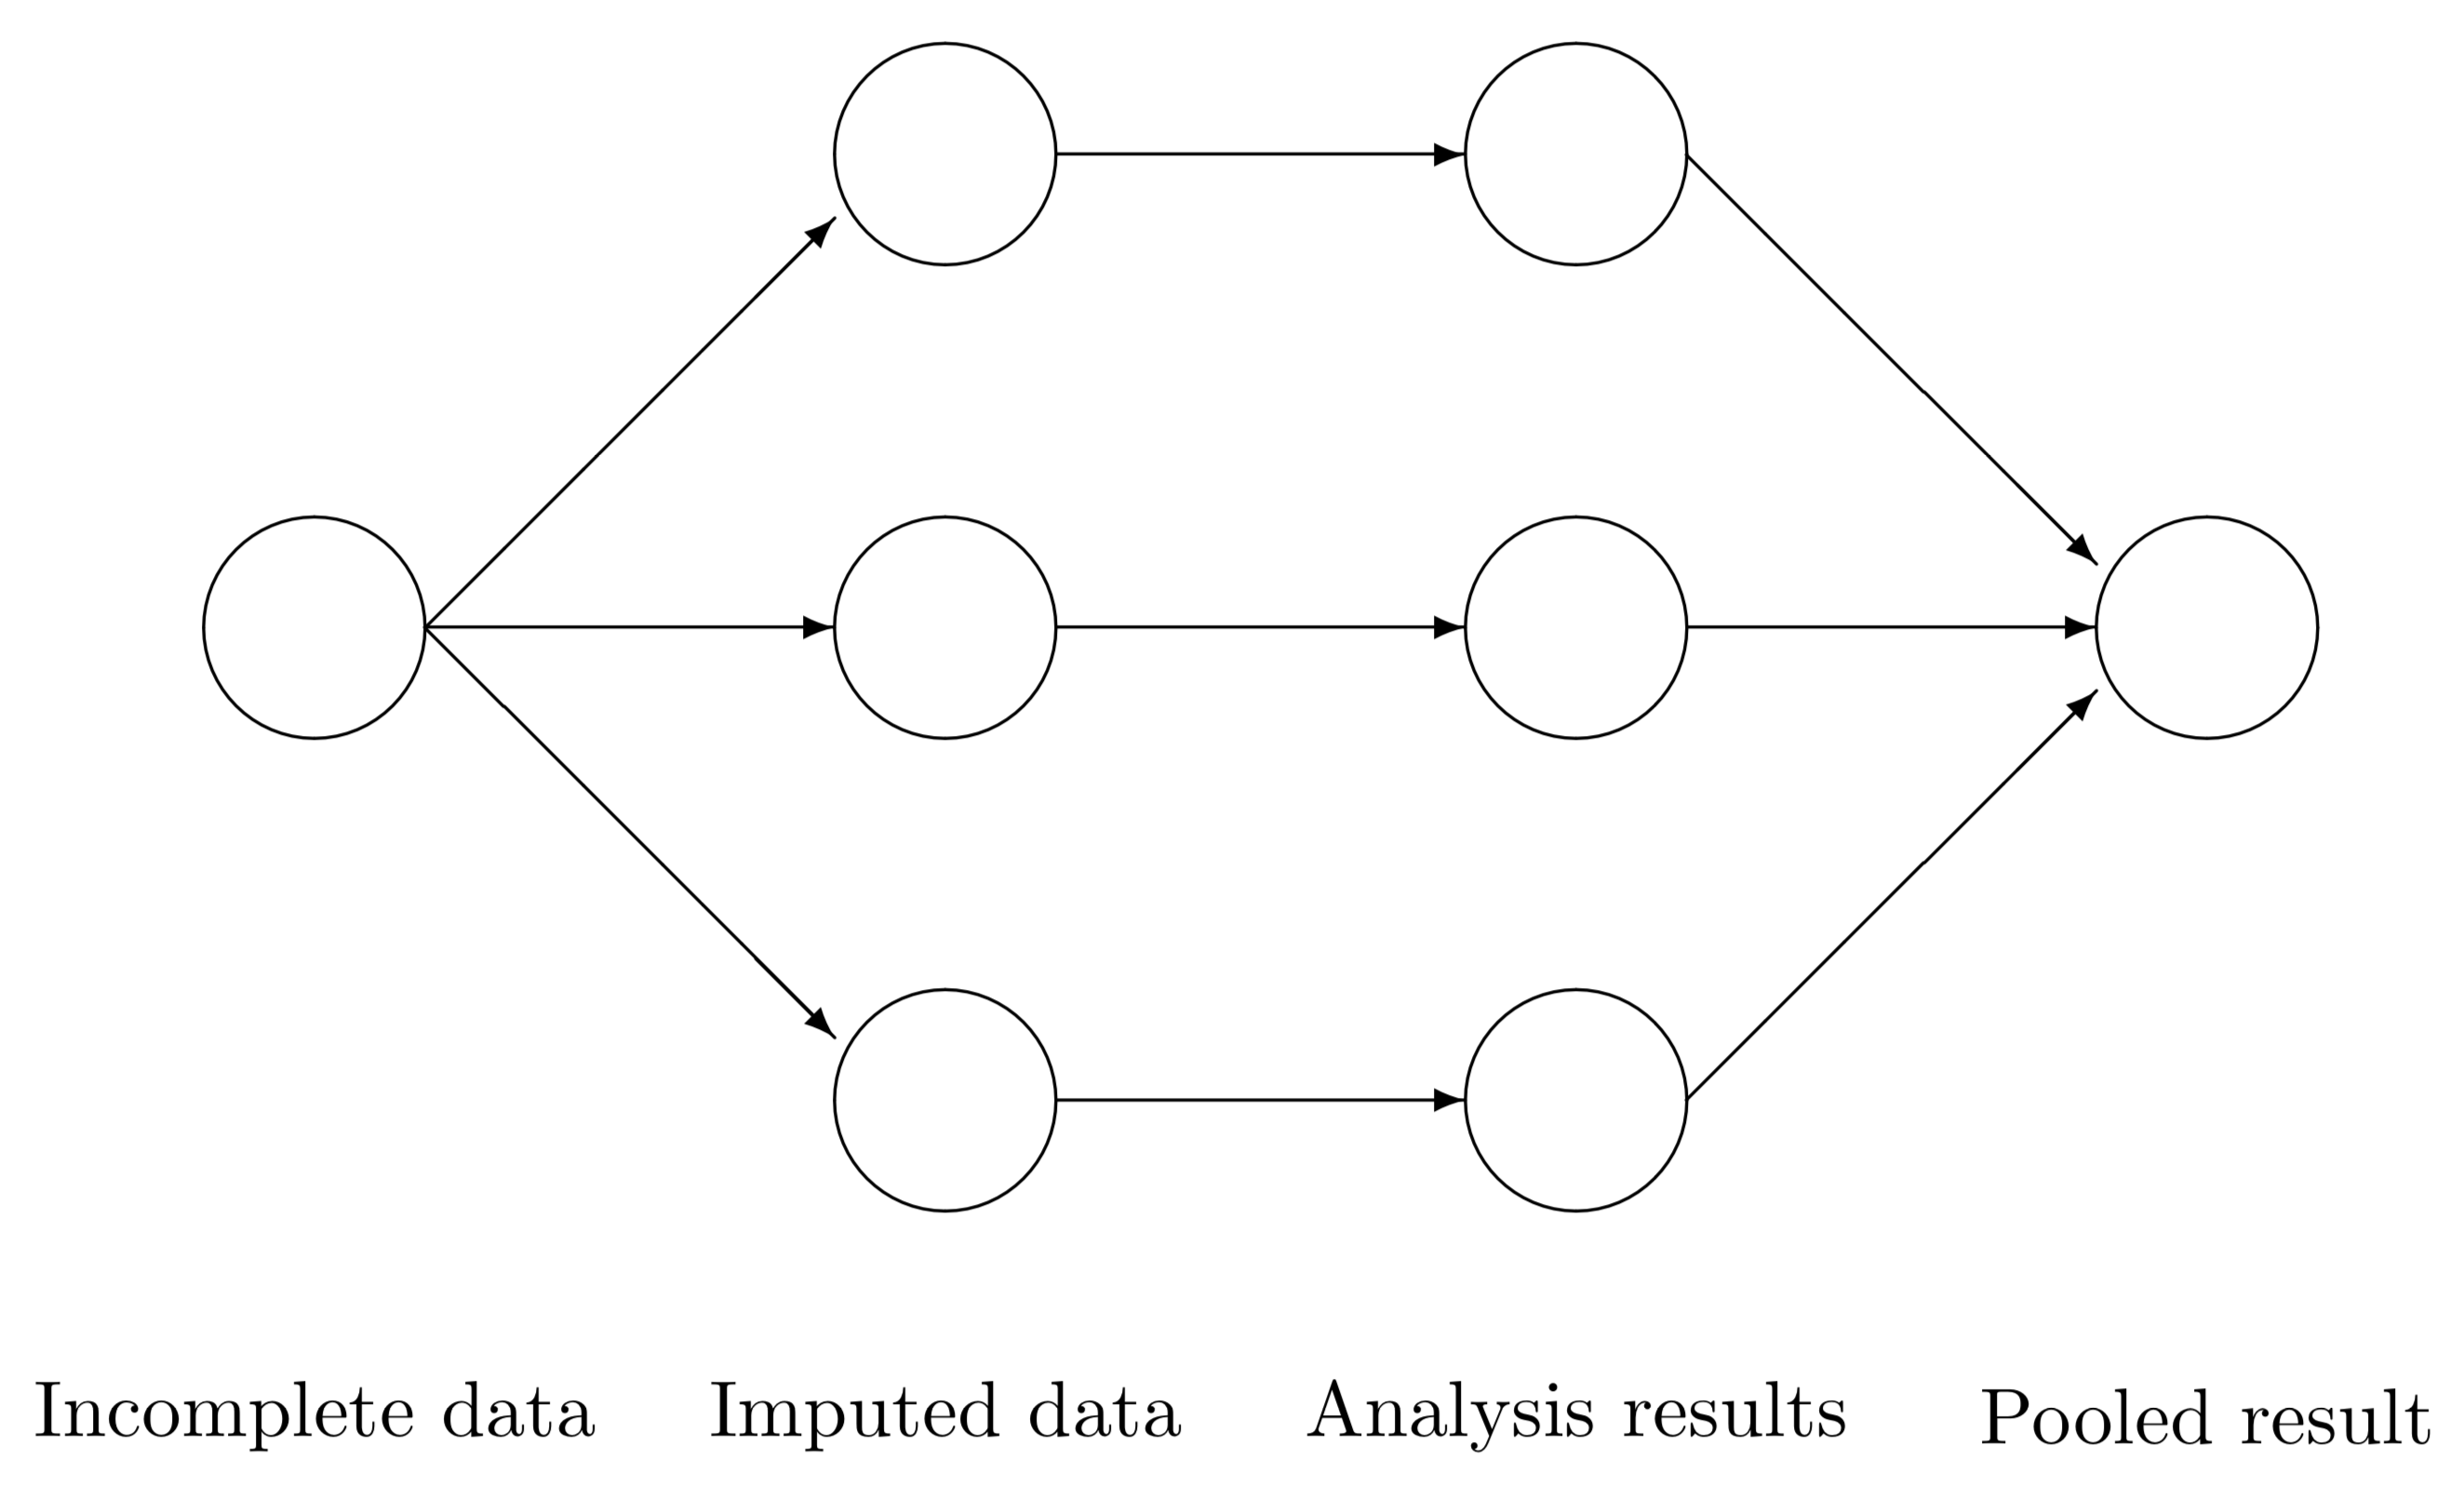 Incomplete data
Imputed data
Analysis results
Pooled result